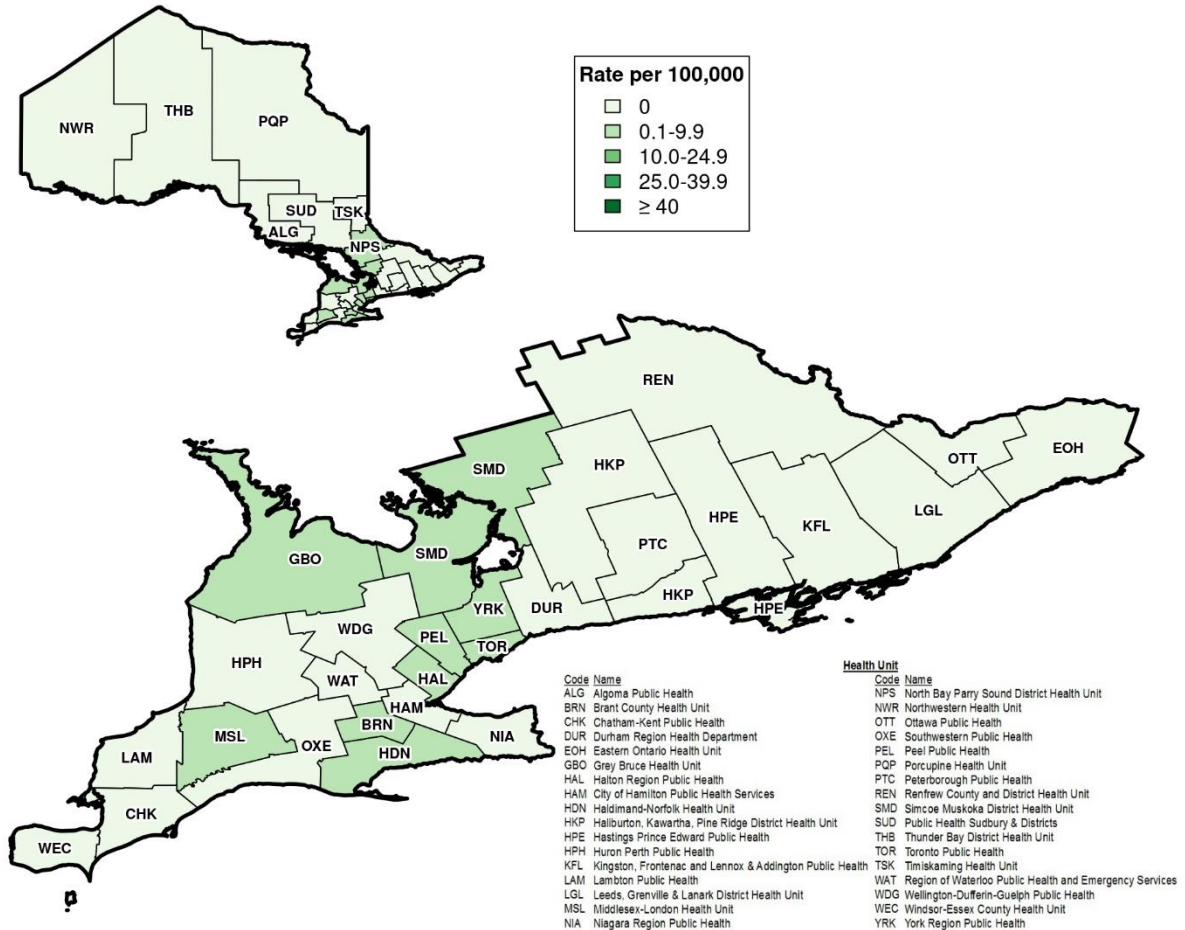 Rate per 100,000
0
0.1-9.9
10.0-24.9
25.0-39.9
≥ 40
NWR
THB
PQP
SUD
TSK
ALG
NPS
REN
SMD
HKP
OTT
EOH
HPE
LGL
KFL
PTC
GBO
SMD
HKP
YRK
DUR
HPE
WDG
PEL
TOR
HPH
WAT
HAL
HAM
BRN
MSL
OXE
NIA
HDN
LAM
CHK
WEC
Health Unit
Code Name
ALG Algoma Public Health
BRN Brant County Health Unit
CHK Chatham-Kent Public Health
DUR Durham Region Health Department
EOH Eastern Ontario Health Unit
GBO Grey Bruce Health Unit
HAL Halton Region Public Health
HAM City of Hamilton Public Health Services
HDN Haldimand-Norfolk Health Unit
HKP Haliburton, Kawartha, Pine Ridge District Health Unit
HPE Hastings Prince Edward Public Health
HPH Huron Perth Public Health
KFL Kingston, Frontenac and Lennox & Addington Public Health
LAM Lambton Public Health
LGL Leeds, Grenville & Lanark District Health Unit
MSL Middlesex-London Health Unit
NIA Niagara Region Public Health
Code Name
NPS North Bay Parry Sound District Health Unit
NWR Northwestern Health Unit
OTT Ottawa Public Health
OXE Southwestern Public Health
PEL Peel Public Health
PQP Porcupine Health Unit
PTC Peterborough Public Health
REN Renfrew County and District Health Unit
SMD Simcoe Muskoka District Health Unit
SUD Public Health Sudbury & Districts
THB Thunder Bay District Health Unit
TOR Toronto Public Health
TSK Timiskaming Health Unit
WAT Region of Waterloo Public Health and Emergency Services
WDG Wellington-Dufferin-Guelph Public Health
WEC Windsor-Essex County Health Unit
YRK York Region Public Health